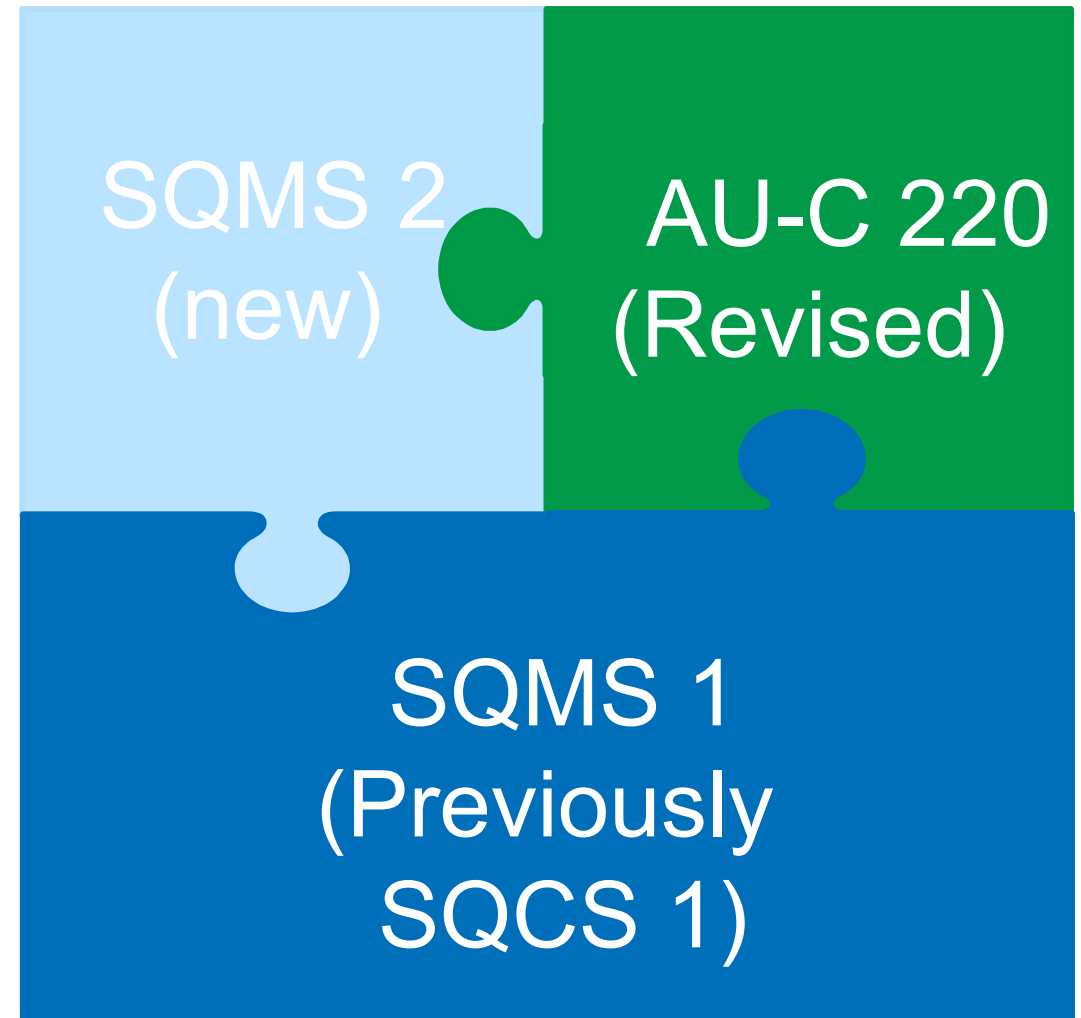 SQMS 2
(new)
AU-C 220
(Revised)
SQMS 1
(Previously
SQCS 1)